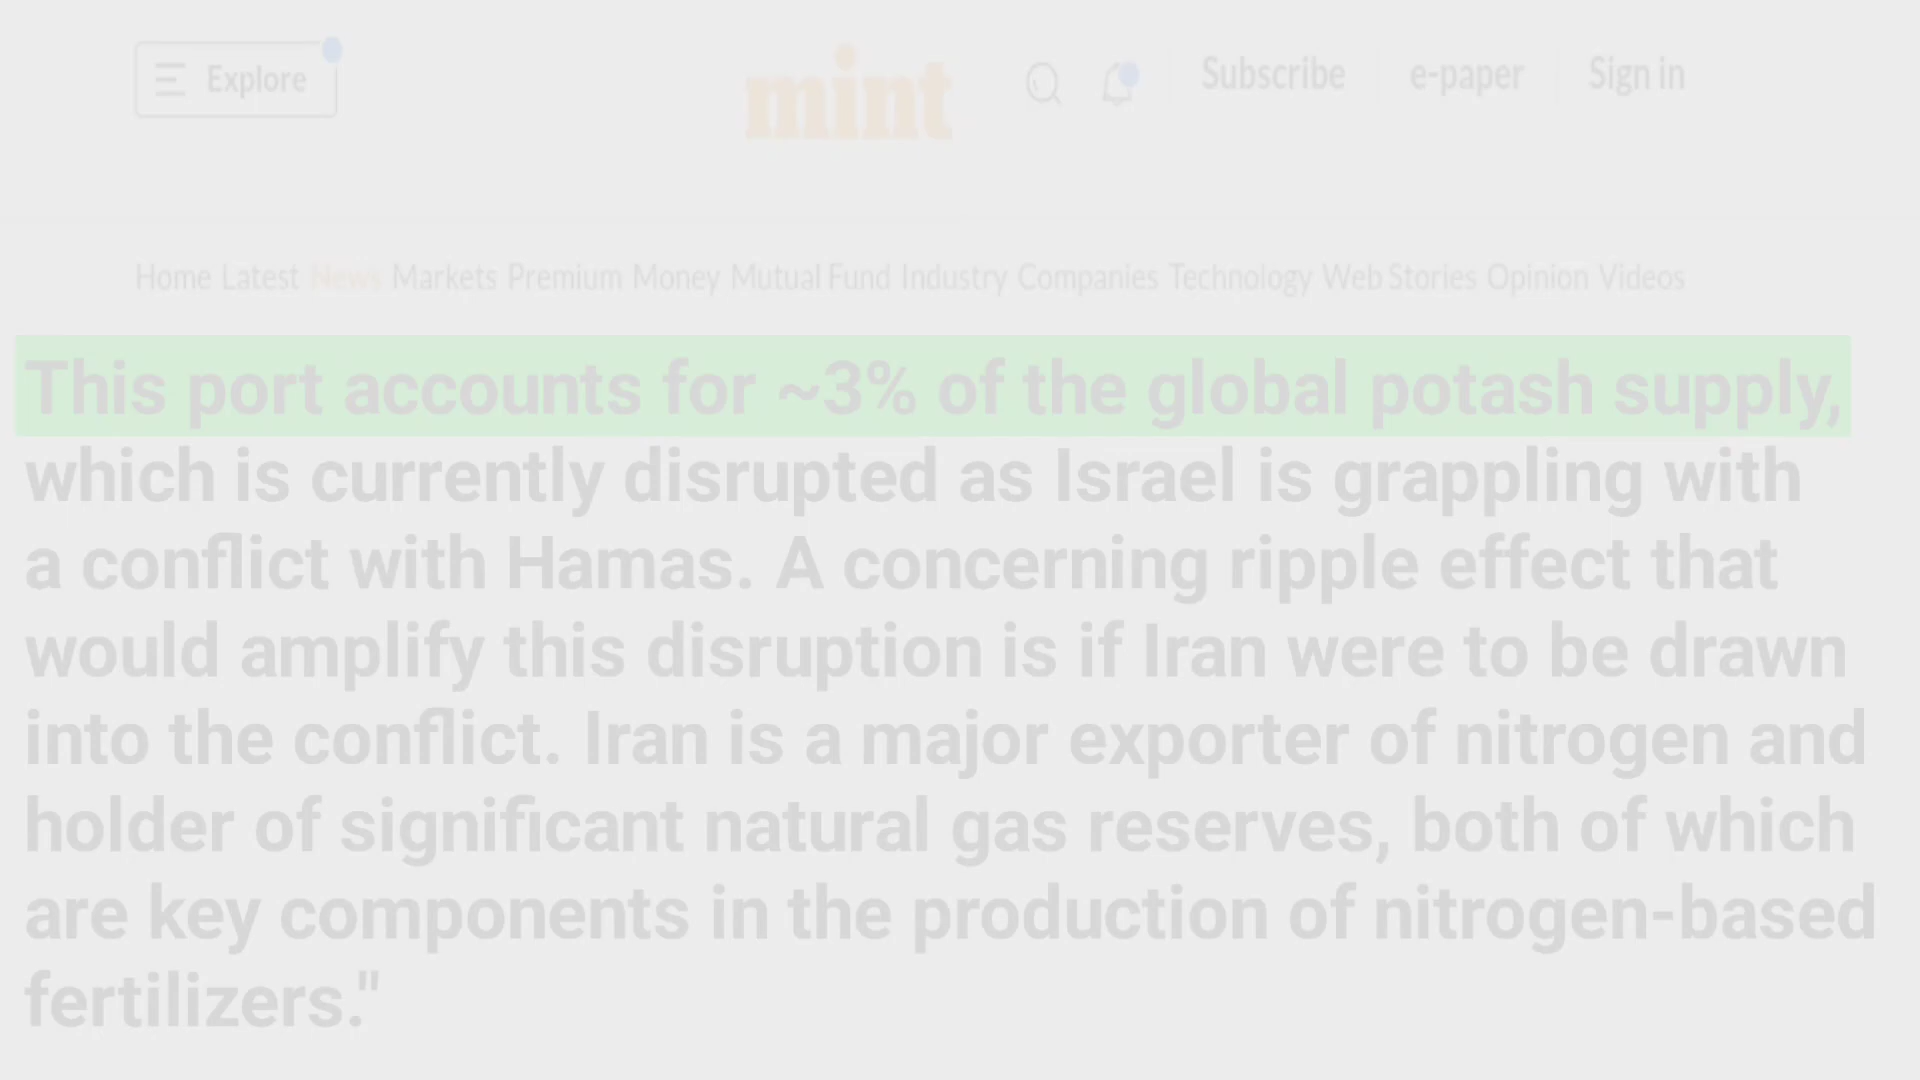 Explore
mint
Subscribe e-paper Sign in
Home Latest News Markets Premium Money Mutual Fund Industry Companies Technology Web Stories Opinion Videos
This port accounts for ~3% of the global potash supply,
which is currently disrupted as Israel is grappling with
a conflict with Hamas. A concerning ripple effect that
would amplify this disruption is if Iran were to be drawn
into the conflict. Iran is a major exporter of nitrogen and
holder of significant natural gas reserves, both of which
are key components in the production of nitrogen-based
fertilizers."